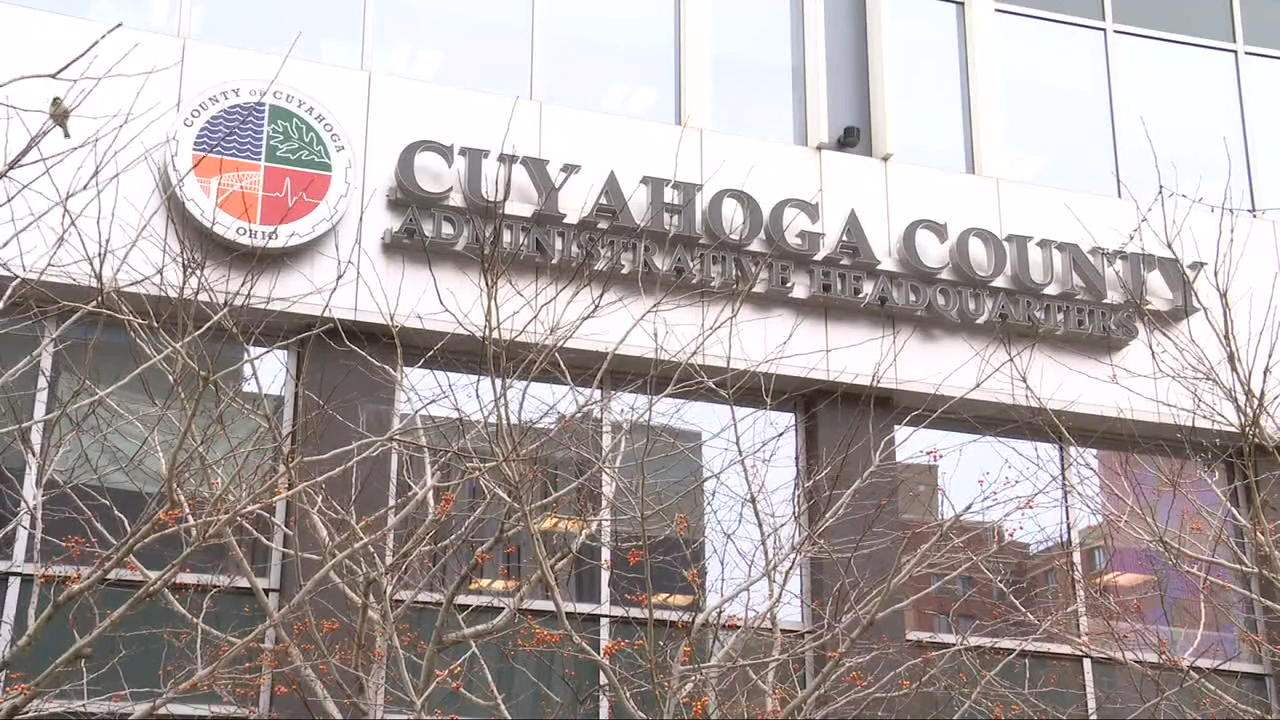 COUNTY OF CUYAHOGA
OHIO
CUYAHOGA COUNTY
ADMINISTRATIVE HEADQUARTERS